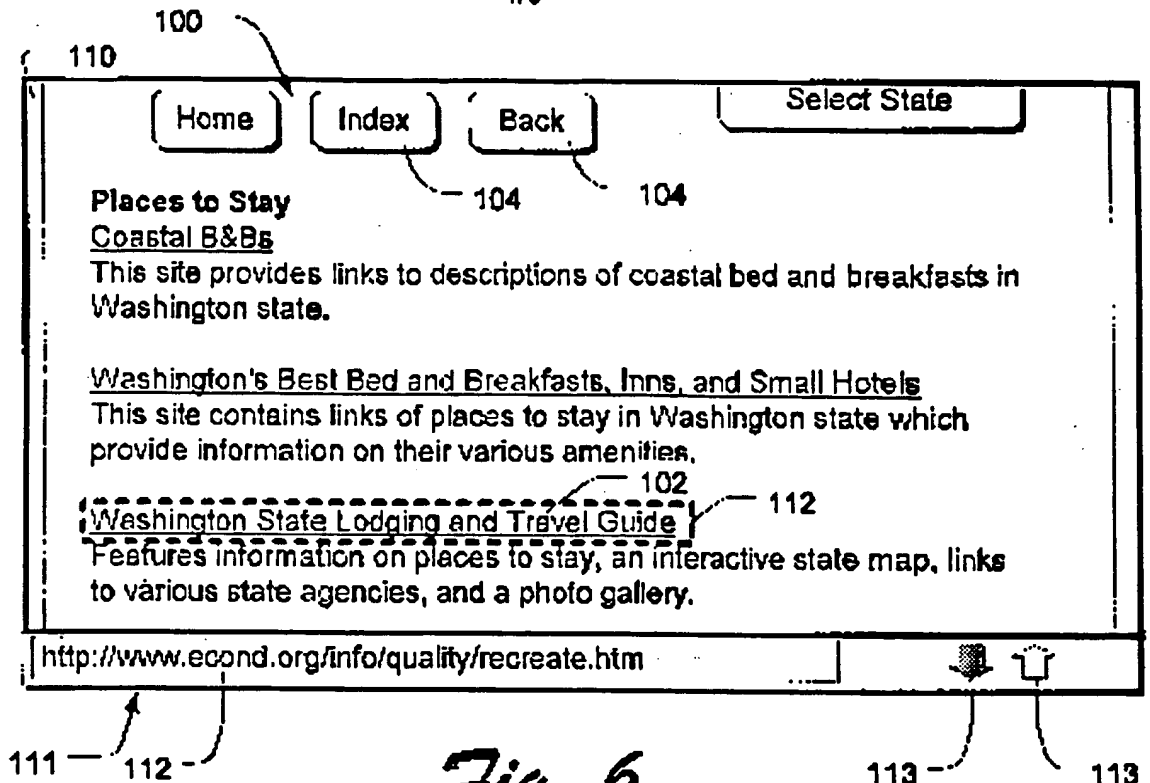 100
110
Home Index Back Select State
104 104
Places to Stay
Coastal B&Bs
This site provides links to descriptions of coastal bed and breakfasts in
Washington state.
Washington's Best Bed and Breakfasts, Inns, and Small Hotels
This site contains links of places to stay in Washington state which
provide information on their various amenities.
102
112
Washington State Lodging and Travel Guide
Features information on places to stay, an interactive state map, links
to various state agencies, and a photo gallery.
http://www.econd.org/info/quality/recreate.htm
111 112 113 113
Fig. 6